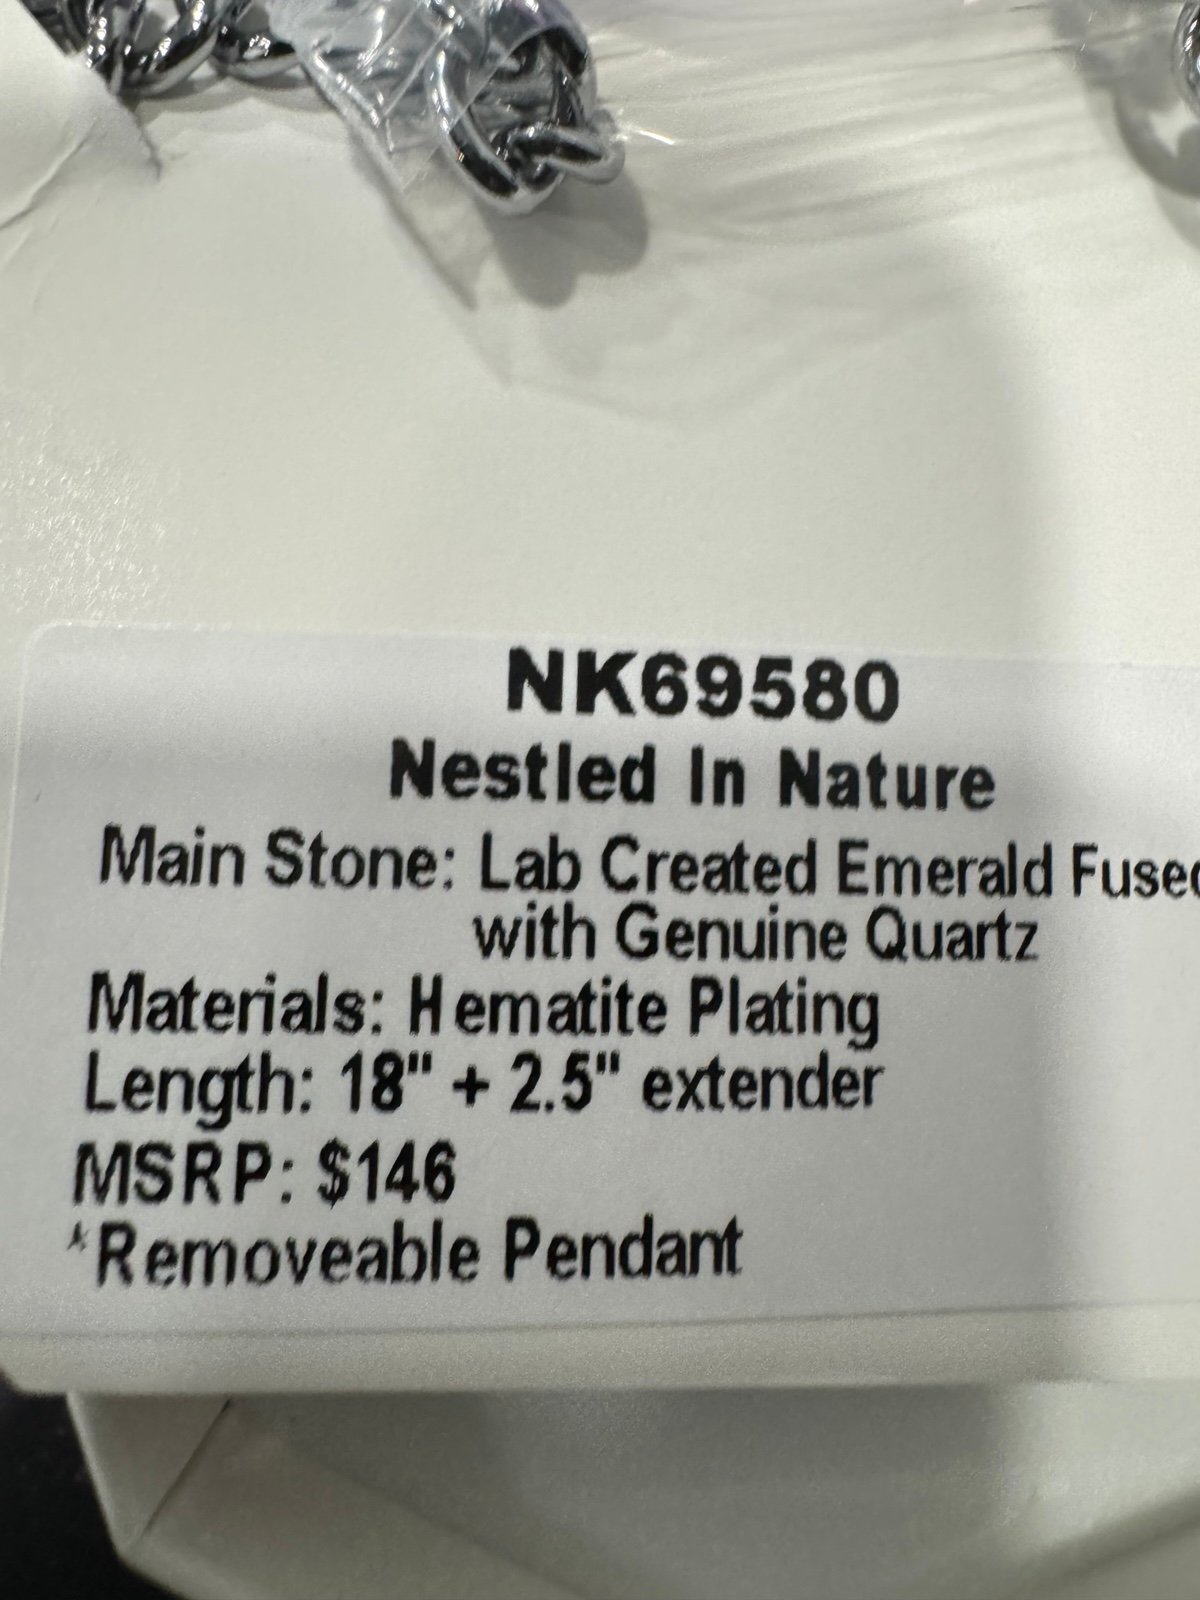 NK69580
Nestled In Nature
Main Stone: Lab Created Emerald Fused
with Genuine Quartz
Materials: Hematite Plating
Length: 18" + 2.5" extender
MSRP: $146
*Removeable Pendant